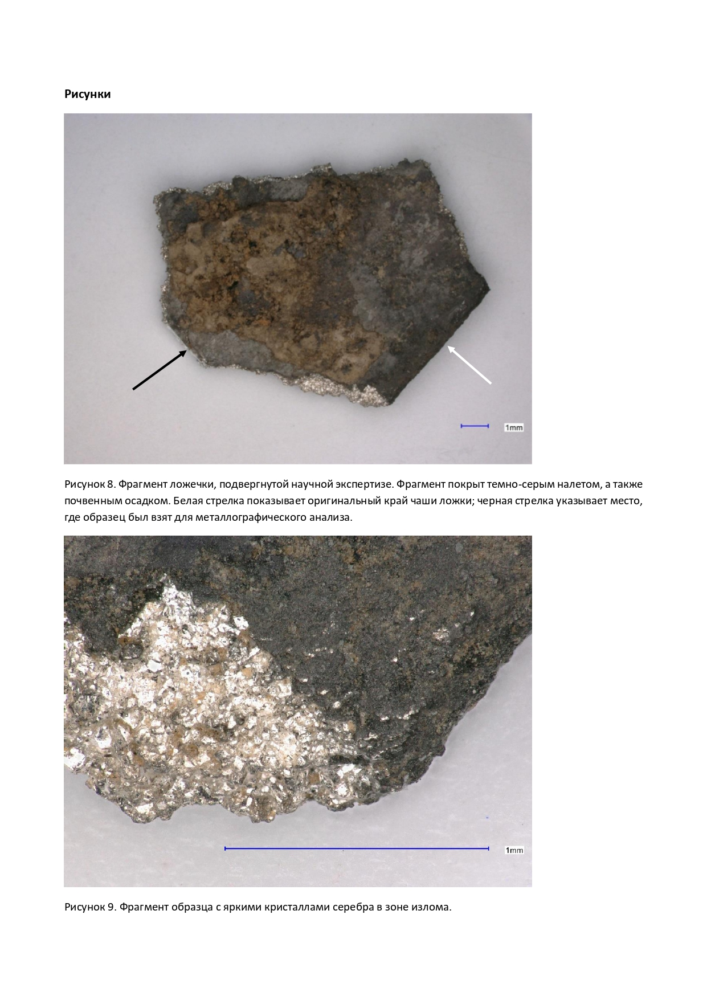 Рисунки
1mm
Рисунок 8. Фрагмент ложечки, подвергнутой научной экспертизе. Фрагмент покрыт темно-серым налетом, а также
почвенным осадком. Белая стрелка показывает оригинальный край чаши ложки; черная стрелка указывает место,
где образец был взят для металлографического анализа.
1mm
Рисунок 9. Фрагмент образца с яркими кристаллами серебра в зоне излома.